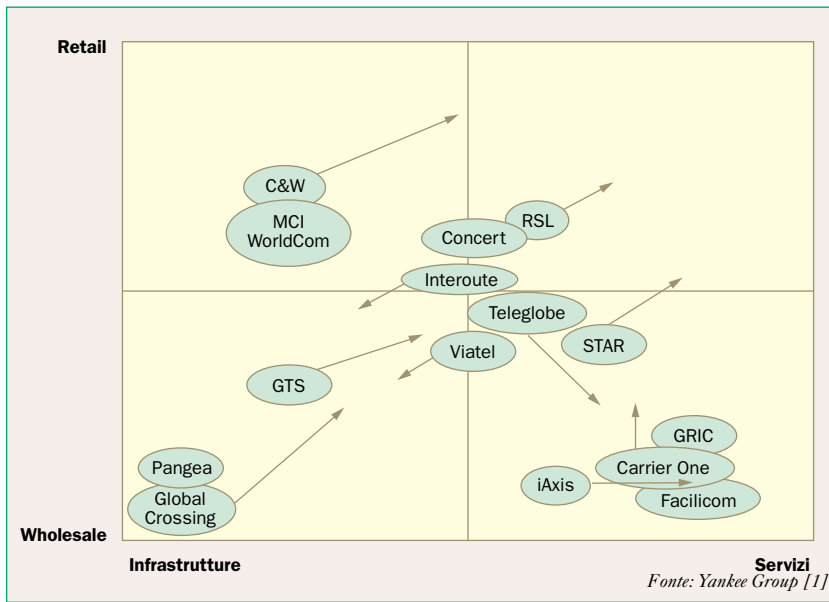 Retail
C&W
MCI
WorldCom
RSL
Concert
Interoute
Teleglobe
STAR
Viatel
GTS
GRIC
Pangea
Carrier One
iAxis
Global
Crossing
Facilicom
Wholesale
Infrastrutture
Servizi
Fonte: Yankee Group [1]